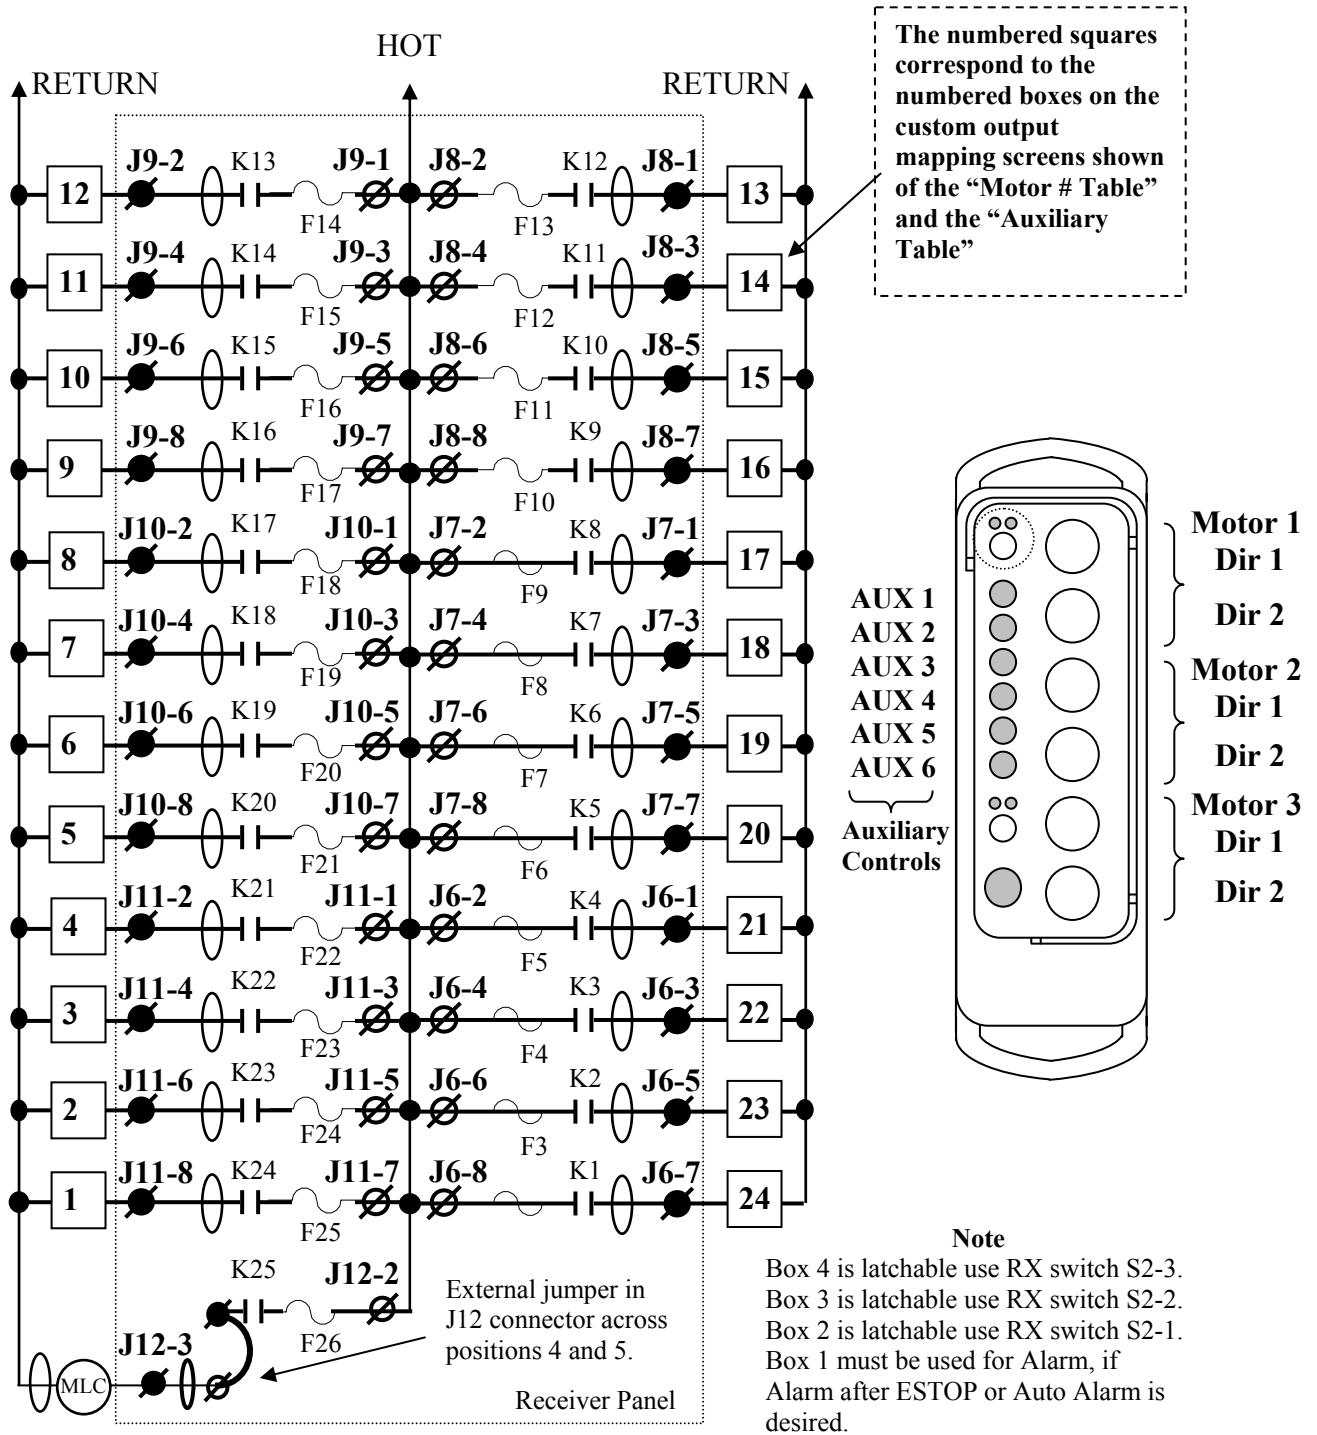 HOT
RETURN
RETURN
The numbered squares
correspond to the
numbered boxes on the
custom output
mapping screens shown
of the “Motor # Table”
and the “Auxiliary
Table”
12 J9-2 K13 F14 J9-1 J8-2 F13 K12 J8-1 13
11 J9-4 K14 F15 J9-3 J8-4 F12 K11 J8-3 14
10 J9-6 K15 F16 J9-5 J8-6 F11 K10 J8-5 15
9 J9-8 K16 F17 J9-7 J8-8 F10 K9 J8-7 16
8 J10-2 K17 F18 J10-1 J7-2 F9 K8 J7-1 17
7 J10-4 K18 F19 J10-3 J7-4 F8 K7 J7-3 18
6 J10-6 K19 F20 J10-5 J7-6 F7 K6 J7-5 19
5 J10-8 K20 F21 J10-7 J7-8 F6 K5 J7-7 20
4 J11-2 K21 F22 J11-1 J6-2 F5 K4 J6-1 21
3 J11-4 K22 F23 J11-3 J6-4 F4 K3 J6-3 22
2 J11-6 K23 F24 J11-5 J6-6 F3 K2 J6-5 23
1 J11-8 K24 F25 J11-7 J6-8 K1 J6-7 24
K25 F26 J12-2
J12-3
MLC
External jumper in
J12 connector across
positions 4 and 5.
Receiver Panel
AUX 1
AUX 2
AUX 3
AUX 4
AUX 5
AUX 6
Auxiliary
Controls
Motor 1
Dir 1
Dir 2
Motor 2
Dir 1
Dir 2
Motor 3
Dir 1
Dir 2
Note
Box 4 is latchable use RX switch S2-3.
Box 3 is latchable use RX switch S2-2.
Box 2 is latchable use RX switch S2-1.
Box 1 must be used for Alarm, if
Alarm after ESTOP or Auto Alarm is
desired.